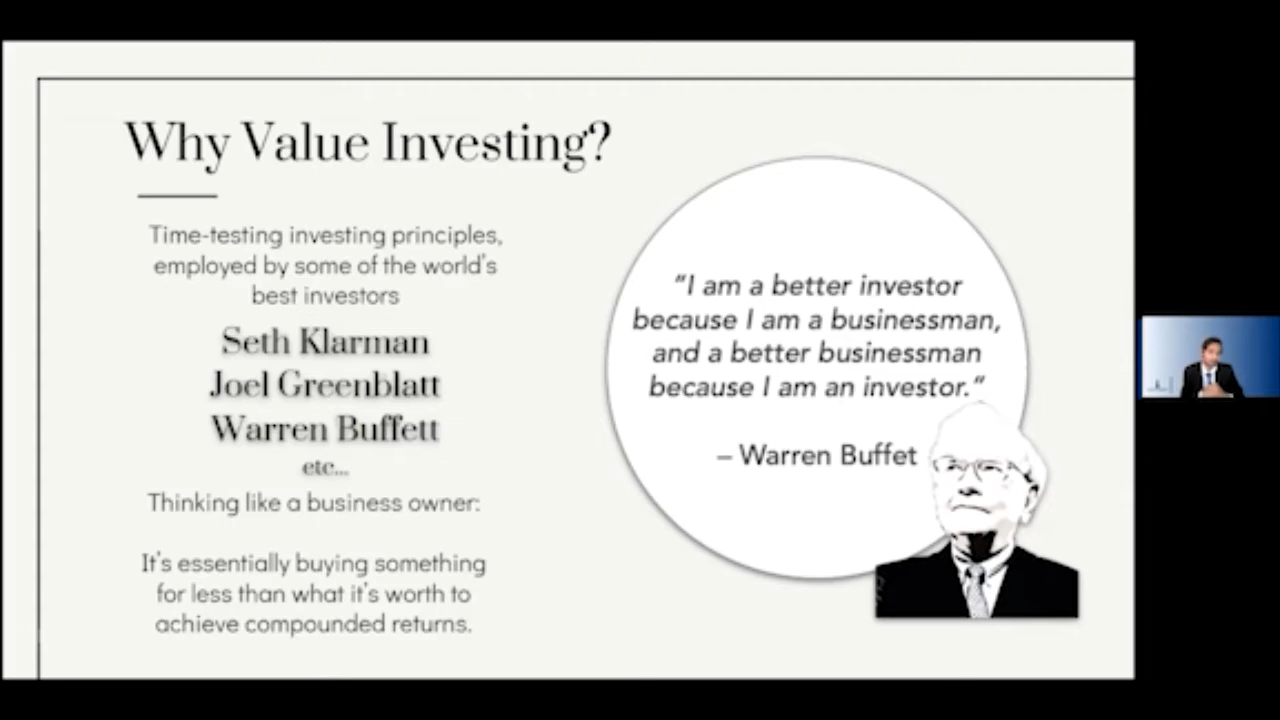 Why Value Investing?
Time-testing investing principles,
employed by some of the world's
best investors
Seth Klarman
Joel Greenblatt
Warren Buffett
etc...
Thinking like a business owner:
It's essentially buying something
for less than what it's worth to
achieve compounded returns.
"I am a better investor
because I am a businessman,
and a better businessman
because I am an investor."
– Warren Buffet